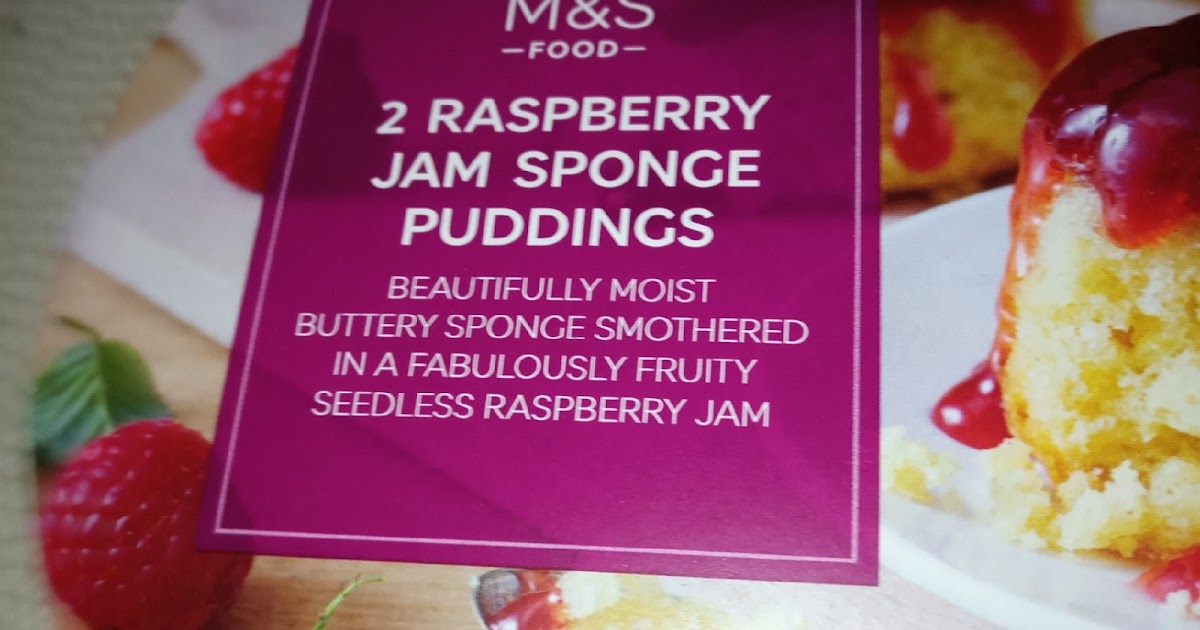 M&S
FOOD
2 RASPBERRY
JAM SPONGE
PUDDINGS
BEAUTIFULLY MOIST
BUTTERY SPONGE SMOTHERED
IN A FABULOUSLY FRUITY
SEEDLESS RASPBERRY JAM